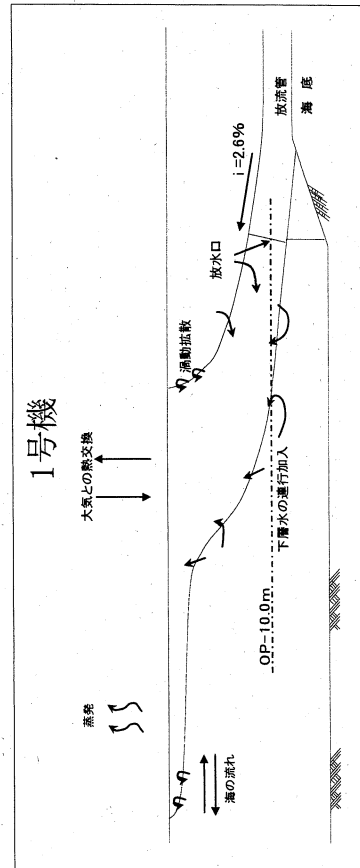 1号機
蒸発
大気との熱交換
渦動拡散
放水口
i=2.6%
放流管
海底
海の流れ
OP-10.0m
下層水の連行加入